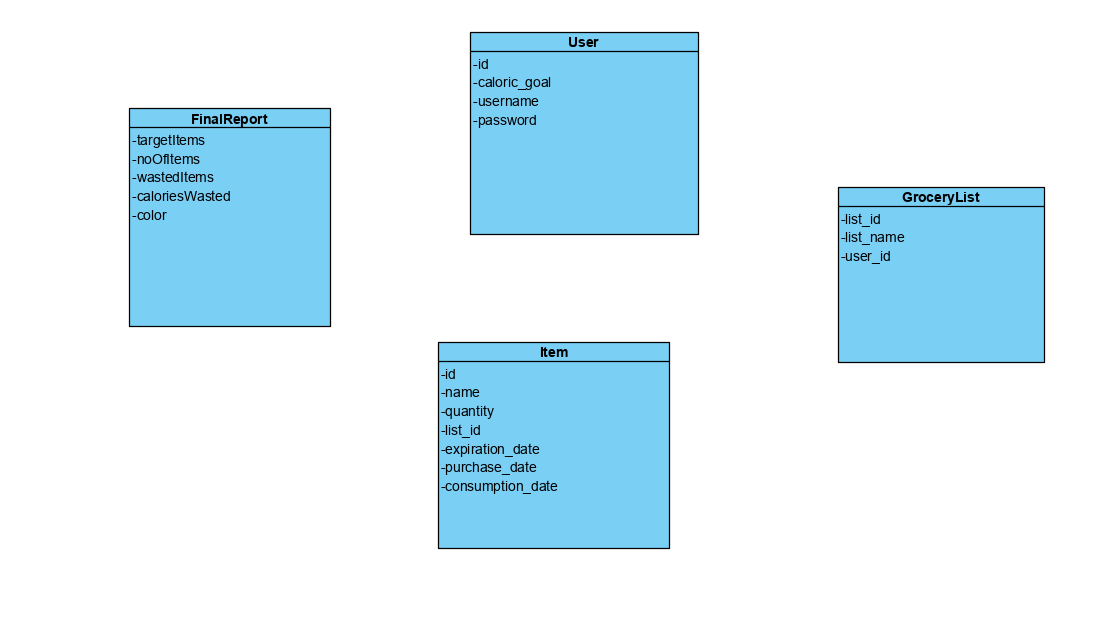 User
-id
-caloric_goal
-username
-password
FinalReport
-targetItems
-noOfItems
-wastedItems
-caloriesWasted
-color
GroceryList
-list_id
-list_name
-user_id
Item
-id
-name
-quantity
-list_id
-expiration_date
-purchase_date
-consumption_date